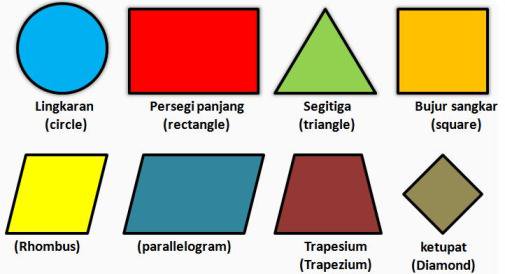 Lingkaran
(circle)
Persegi panjang
(rectangle)
Segitiga
(triangle)
Bujur sangkar
(square)
(Rhombus)
(parallelogram)
Trapesium
(Trapezium)
ketupat
(Diamond)